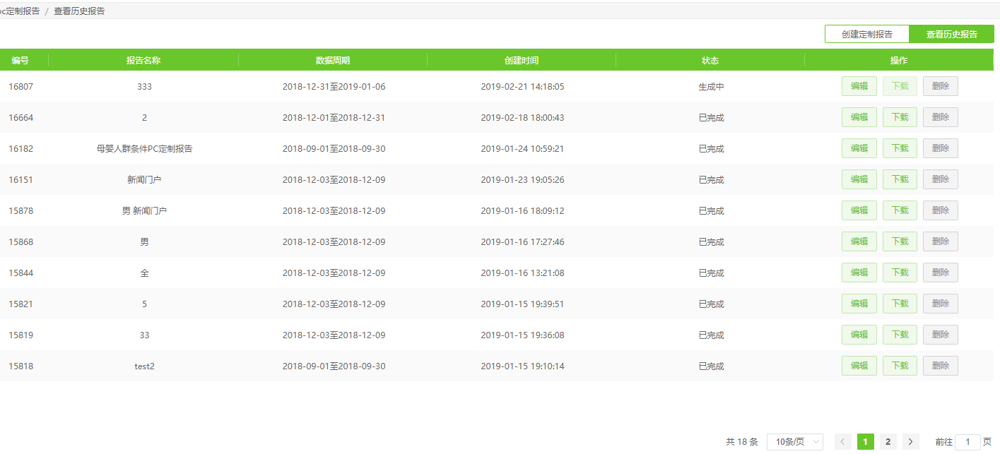 pc定制报告 / 查看历史报告
创建定制报告 查看历史报告
编号 报告名称 数据周期 创建时间 状态 操作
16807 333 2018-12-31至2019-01-06 2019-02-21 14:18:05 生成中 编辑 下载 删除
16664 2 2018-12-01至2018-12-31 2019-02-18 18:00:43 已完成 编辑 下载 删除
16182 母婴人群条件PC定制报告 2018-09-01至2018-09-30 2019-01-24 10:59:21 已完成 编辑 下载 删除
16151 新闻门户 2018-12-03至2018-12-09 2019-01-23 19:05:26 已完成 编辑 下载 删除
15878 男 新闻门户 2018-12-03至2018-12-09 2019-01-16 18:09:12 已完成 编辑 下载 删除
15868 男 2018-12-03至2018-12-09 2019-01-16 17:27:46 已完成 编辑 下载 删除
15844 全 2018-12-03至2018-12-09 2019-01-16 13:21:08 已完成 编辑 下载 删除
15821 5 2018-12-03至2018-12-09 2019-01-15 19:39:51 已完成 编辑 下载 删除
15819 33 2018-12-03至2018-12-09 2019-01-15 19:36:08 已完成 编辑 下载 删除
15818 test2 2018-09-01至2018-09-30 2019-01-15 19:10:14 已完成 编辑 下载 删除
共 18 条 10条/页 < 1 2 > 前往 1 页